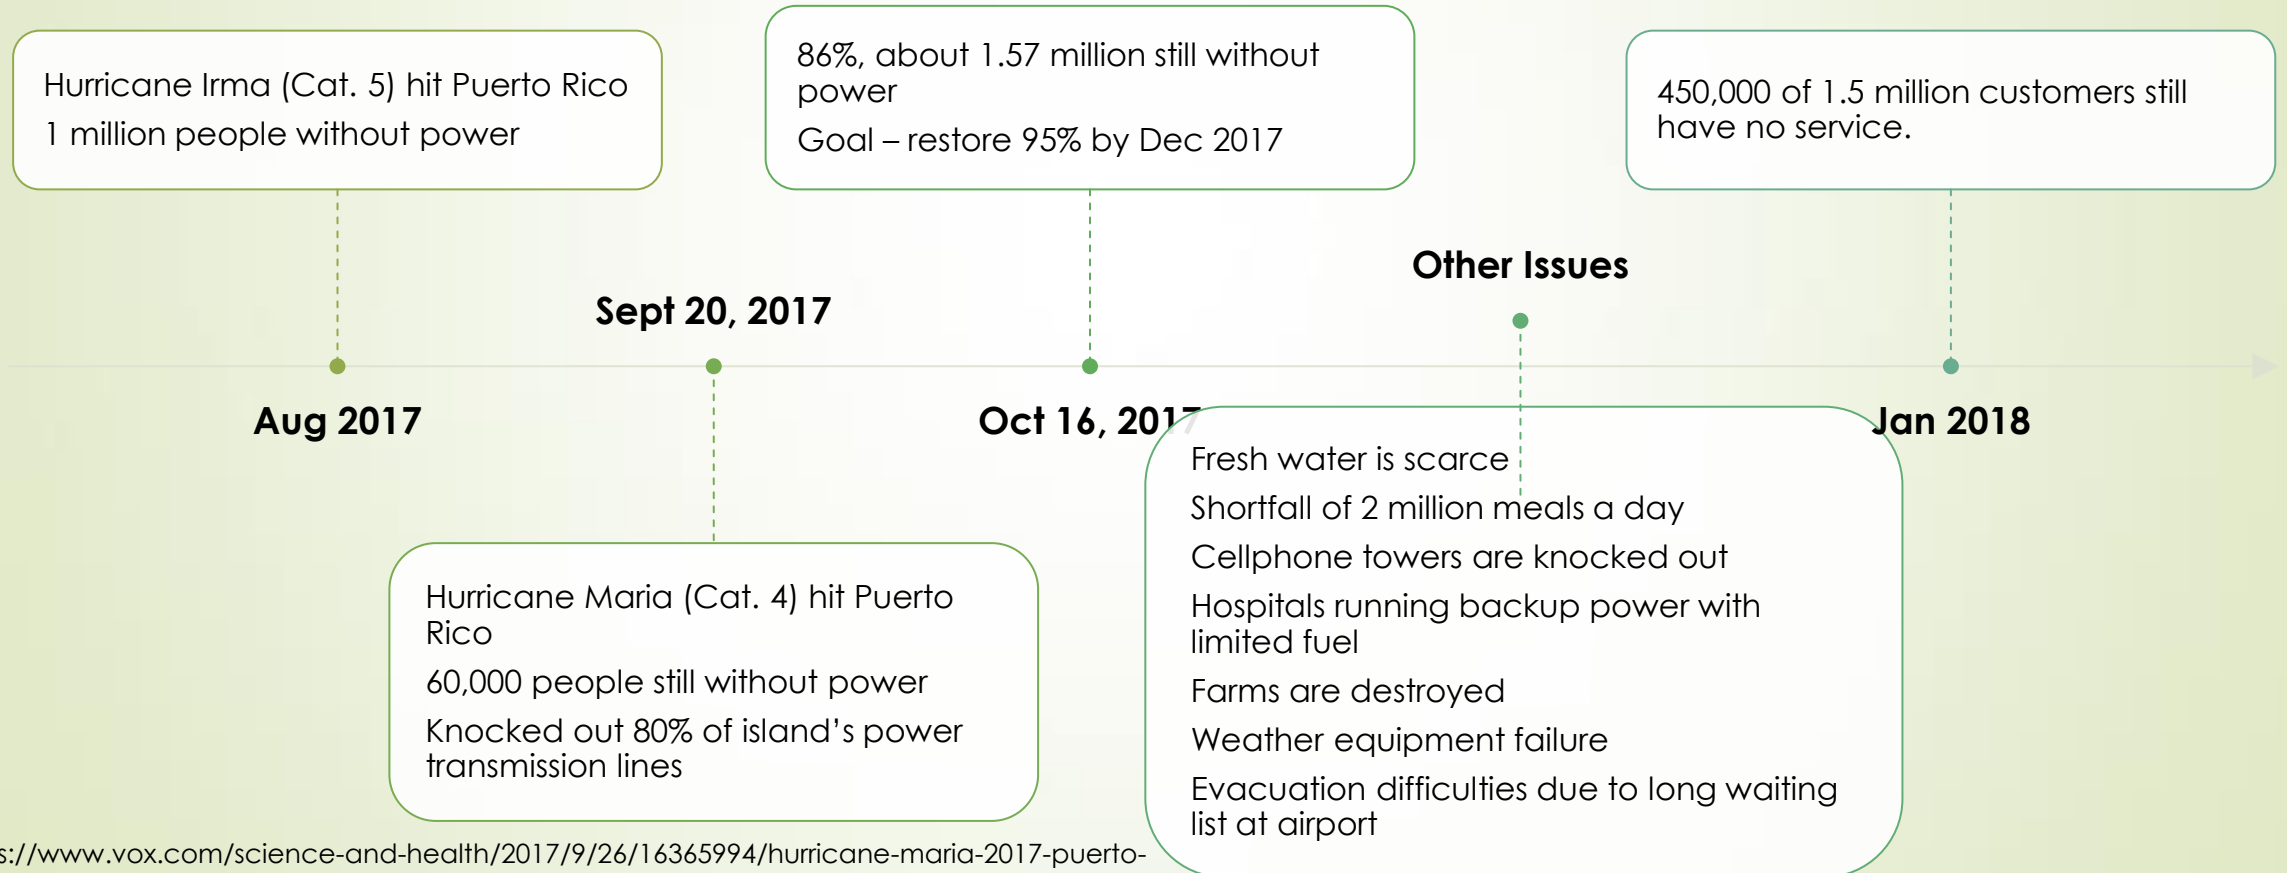 Hurricane Irma (Cat. 5) hit Puerto Rico
1 million people without power
Aug 2017
Sept 20, 2017
Hurricane Maria (Cat. 4) hit Puerto
Rico
60,000 people still without power
Knocked out 80% of island’s power
transmission lines
86%, about 1.57 million still without
power
Goal – restore 95% by Dec 2017
Oct 16, 2017
Other Issues
Fresh water is scarce
Shortfall of 2 million meals a day
Cellphone towers are knocked out
Hospitals running backup power with
limited fuel
Farms are destroyed
Weather equipment failure
Evacuation difficulties due to long waiting
list at airport
450,000 of 1.5 million customers still
have no service.
Jan 2018
s://www.vox.com/science-and-health/2017/9/26/16365994/hurricane-maria-2017-puerto-